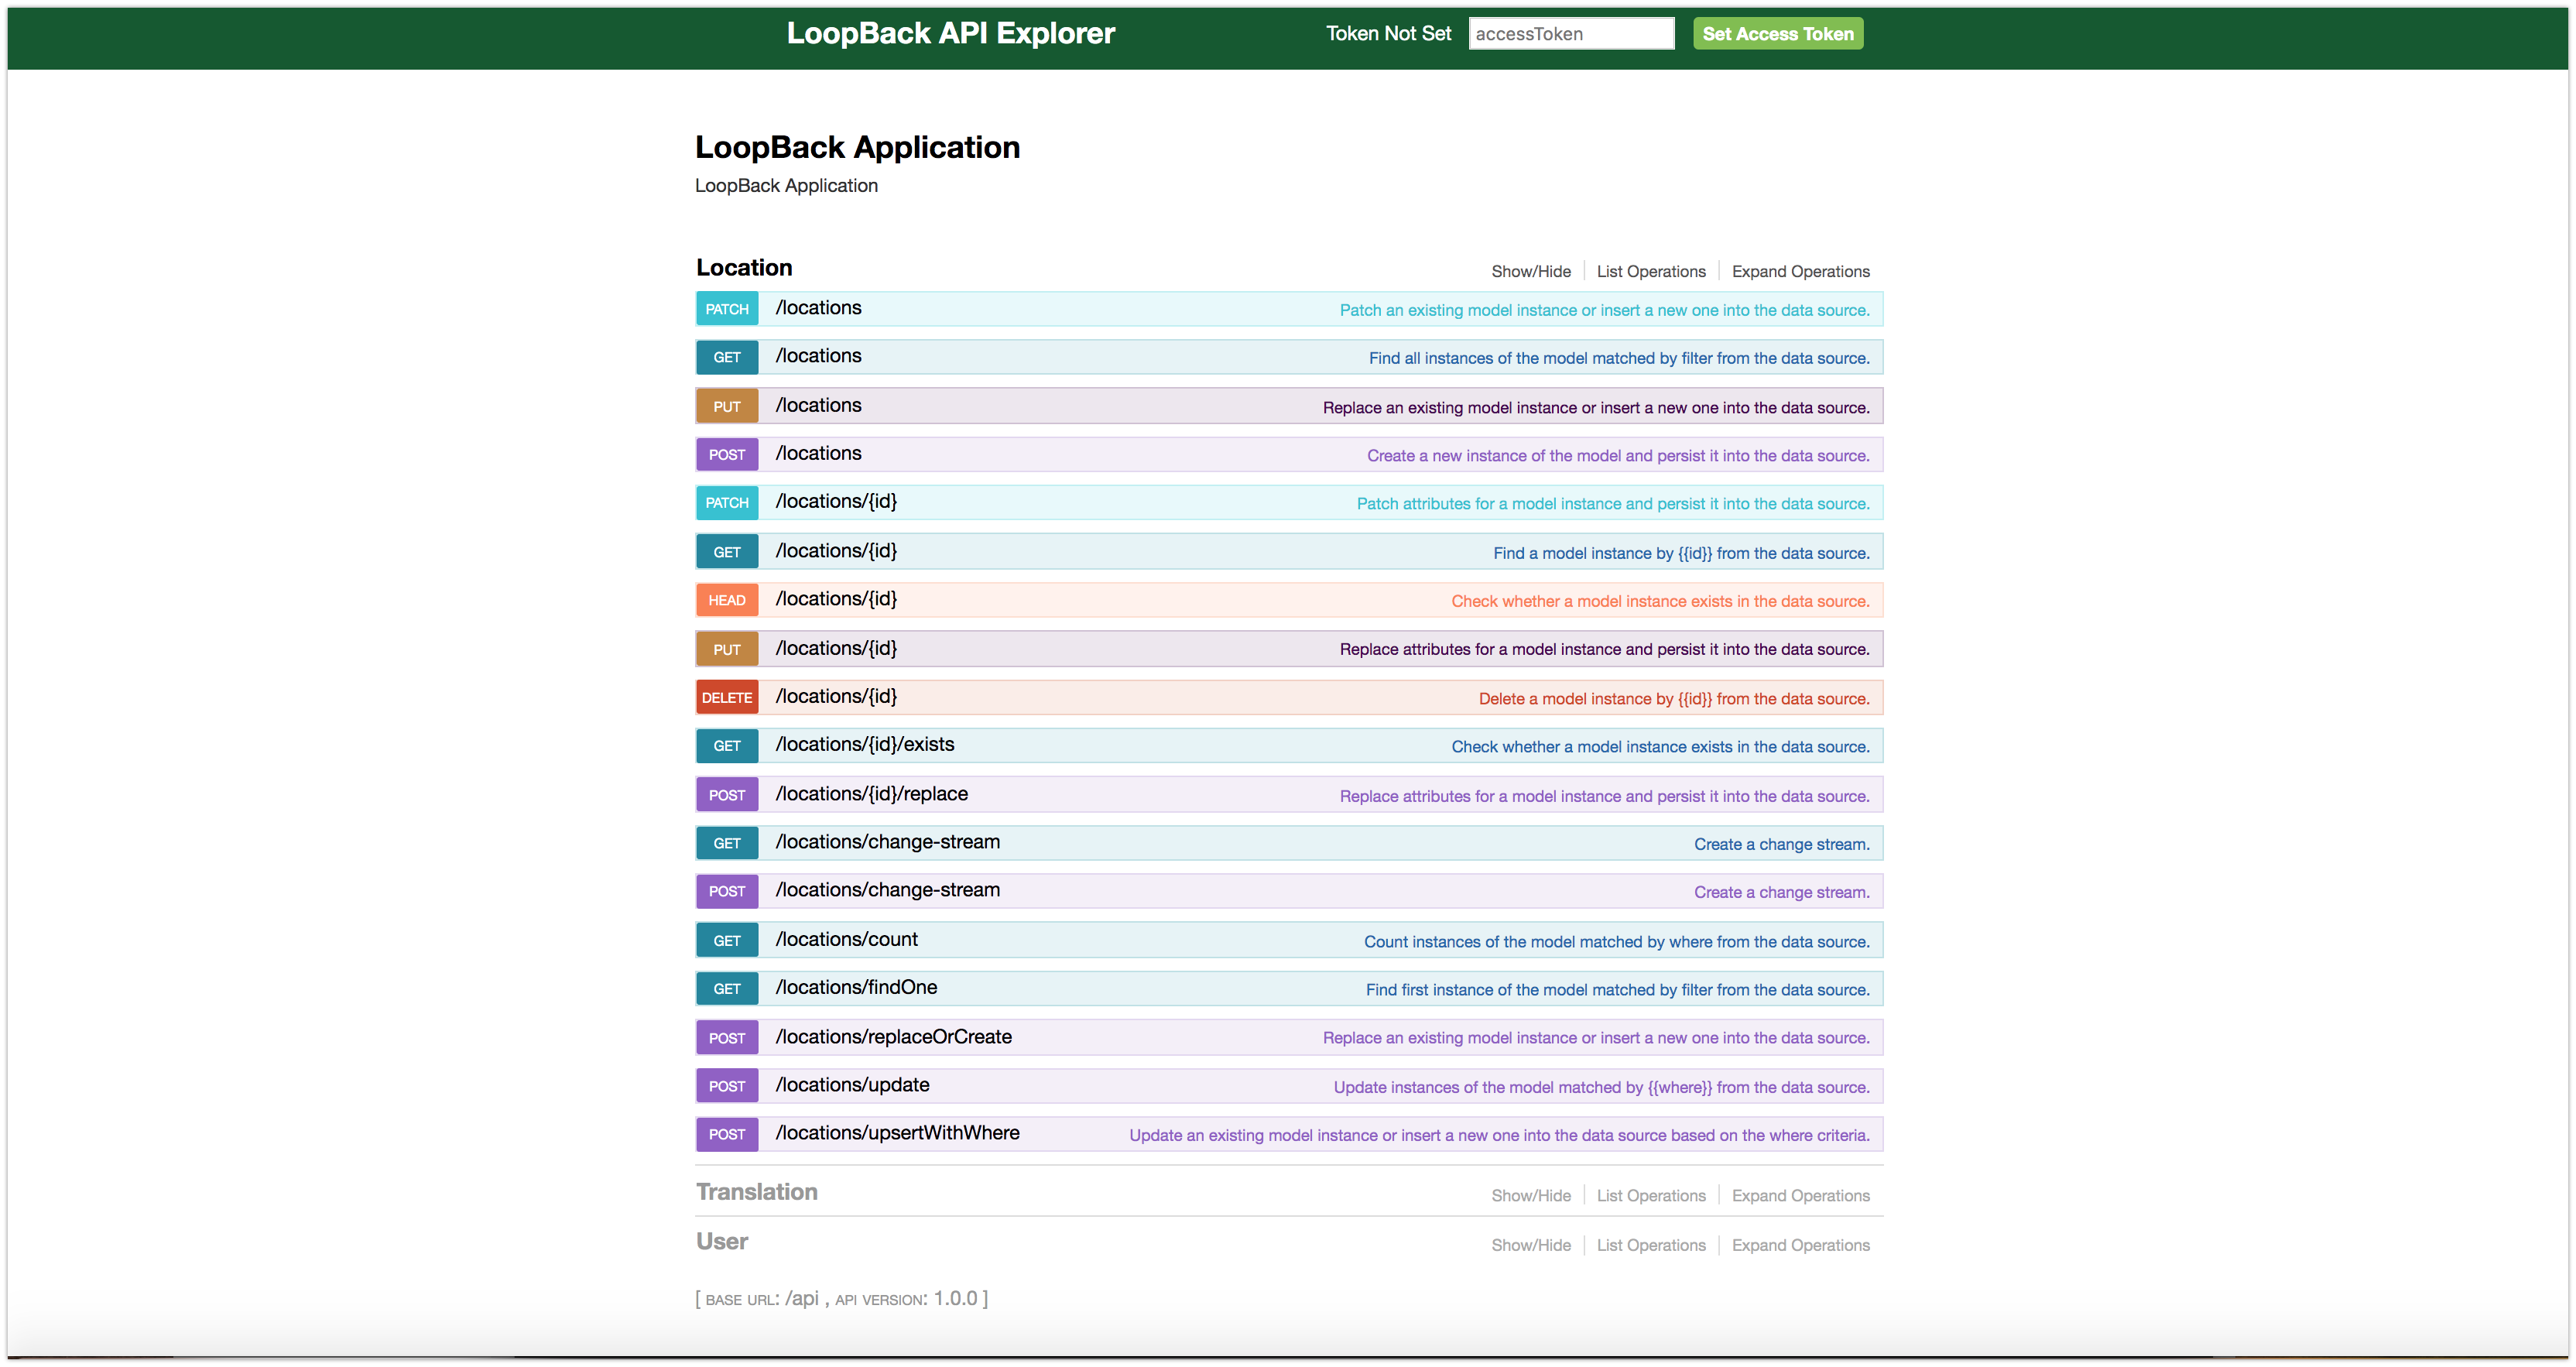 LoopBack API Explorer Token Not Set accessToken Set Access Token
LoopBack Application
LoopBack Application
Location Show/Hide List Operations Expand Operations
PATCH /locations Patch an existing model instance or insert a new one into the data source.
GET /locations Find all instances of the model matched by filter from the data source.
PUT /locations Replace an existing model instance or insert a new one into the data source.
POST /locations Create a new instance of the model and persist it into the data source.
PATCH /locations/{id} Patch attributes for a model instance and persist it into the data source.
GET /locations/{id} Find a model instance by {{id}} from the data source.
HEAD /locations/{id} Check whether a model instance exists in the data source.
PUT /locations/{id} Replace attributes for a model instance and persist it into the data source.
DELETE /locations/{id} Delete a model instance by {{id}} from the data source.
GET /locations/{id}/exists Check whether a model instance exists in the data source.
POST /locations/{id}/replace Replace attributes for a model instance and persist it into the data source.
GET /locations/change-stream Create a change stream.
POST /locations/change-stream Create a change stream.
GET /locations/count Count instances of the model matched by where from the data source.
GET /locations/findOne Find first instance of the model matched by filter from the data source.
POST /locations/replaceOrCreate Replace an existing model instance or insert a new one into the data source.
POST /locations/update Update instances of the model matched by {{where}} from the data source.
POST /locations/upsertWithWhere Update an existing model instance or insert a new one into the data source based on the where criteria.
Translation Show/Hide List Operations Expand Operations
User Show/Hide List Operations Expand Operations
[ BASE URL: /api , API VERSION: 1.0.0 ]